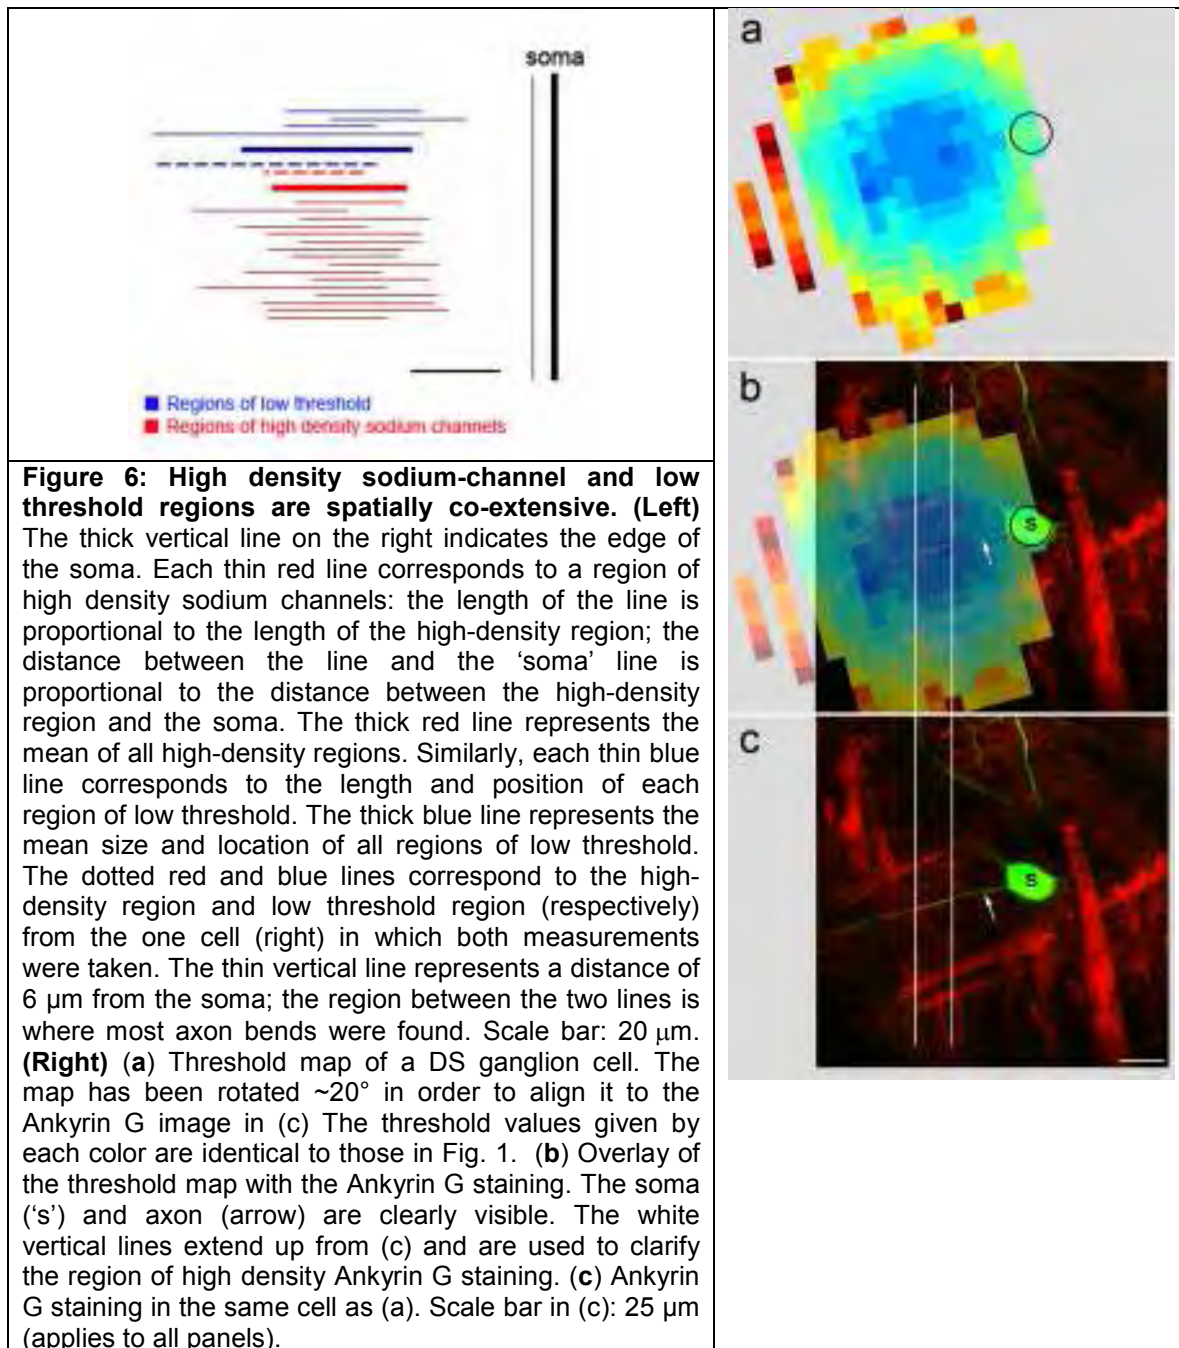 soma
Regions of low threshold
Regions of high density sodium channels
Figure 6: High density sodium-channel and low
threshold regions are spatially co-extensive. (Left)
The thick vertical line on the right indicates the edge of
the soma. Each thin red line corresponds to a region of
high density sodium channels: the length of the line is
proportional to the length of the high-density region; the
distance between the line and the ‘soma’ line is
proportional to the distance between the high-density
region and the soma. The thick red line represents the
mean of all high-density regions. Similarly, each thin blue
line corresponds to the length and position of each
region of low threshold. The thick blue line represents the
mean size and location of all regions of low threshold.
The dotted red and blue lines correspond to the high-
density region and low threshold region (respectively)
from the one cell (right) in which both measurements
were taken. The thin vertical line represents a distance of
6 µm from the soma; the region between the two lines is
where most axon bends were found. Scale bar: 20 µm.
(Right) (a) Threshold map of a DS ganglion cell. The
map has been rotated ~20° in order to align it to the
Ankyrin G image in (c) The threshold values given by
each color are identical to those in Fig. 1. (b) Overlay of
the threshold map with the Ankyrin G staining. The soma
(‘s’) and axon (arrow) are clearly visible. The white
vertical lines extend up from (c) and are used to clarify
the region of high density Ankyrin G staining. (c) Ankyrin
G staining in the same cell as (a). Scale bar in (c): 25 µm
(applies to all panels).
a
b
s
c
s